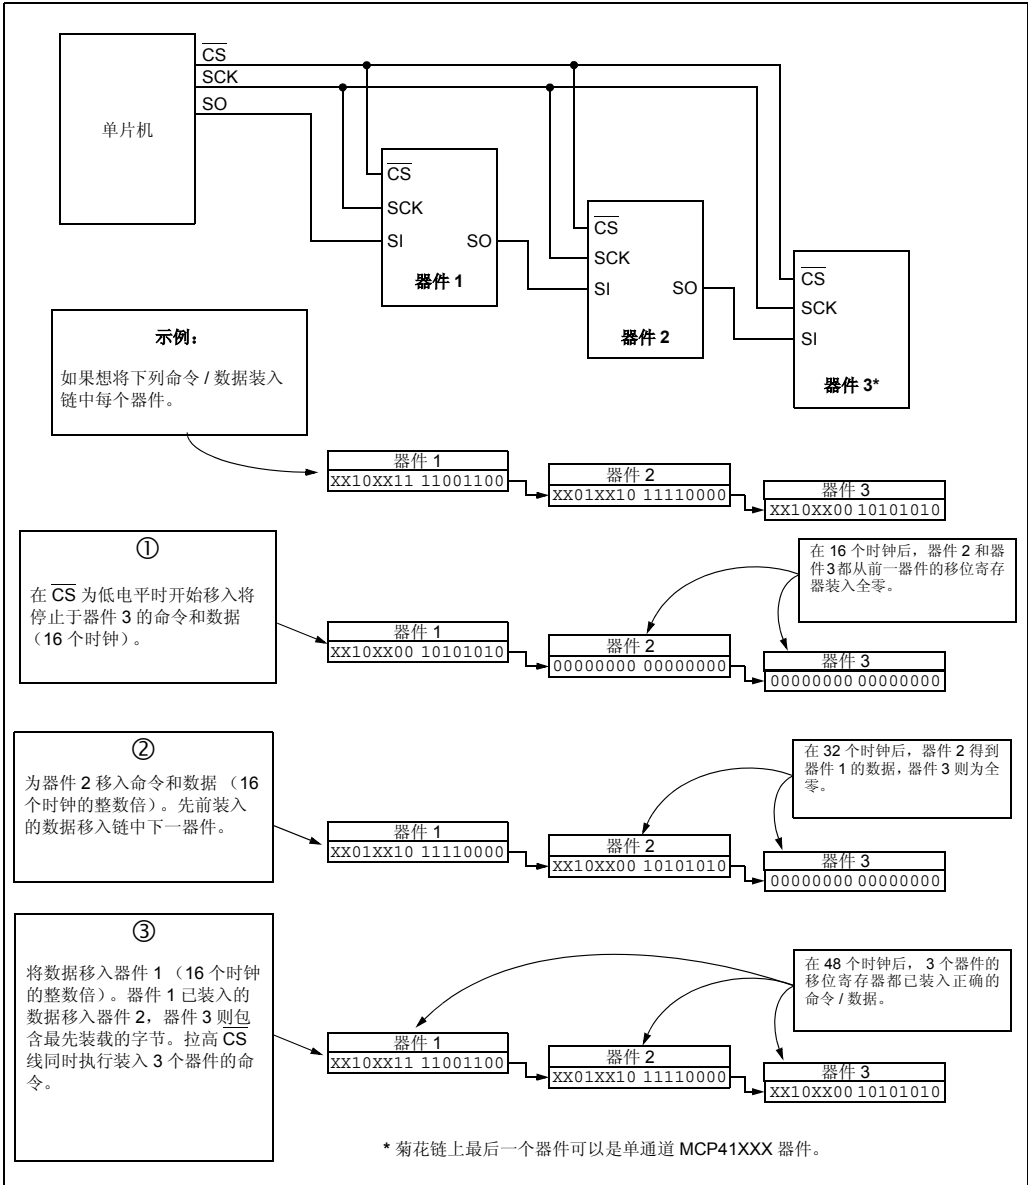 CS
SCK
SO
单片机
CS
SCK
SI SO
器件 1
CS
SCK
SI SO
器件 2
CS
SCK
SI
器件 3*
示例：
如果想将下列命令 / 数据装入
链中每个器件。
器件 1
XX10XX11 11001100
器件 2
XX01XX10 11110000
器件 3
XX10XX00 10101010
①
在 CS 为低电平时开始移入将
停止于器件 3 的命令和数据
（16 个时钟）。
在 16 个时钟后，器件 2 和器
件 3 都从前一器件的移位寄存
器装入全零。
器件 1
XX10XX00 10101010
器件 2
00000000 00000000
器件 3
00000000 00000000
②
为器件 2 移入命令和数据 （16
个时钟的整数倍）。先前装入
的数据移入链中下一器件。
在 32 个时钟后，器件 2 得到
器件 1 的数据，器件 3 则为全
零。
器件 1
XX01XX10 11110000
器件 2
XX10XX00 10101010
器件 3
00000000 00000000
③
将数据移入器件 1 （16 个时钟
的整数倍）。器件 1 已装入的
数据移入器件 2，器件 3 则包
含最先装载的字节。拉高 CS
线同时执行装入 3 个器件的命
令。
在 48 个时钟后， 3 个器件的
移位寄存器都已装入正确的
命令 / 数据。
器件 1
XX10XX11 11001100
器件 2
XX01XX10 11110000
器件 3
XX10XX00 10101010
* 菊花链上最后一个器件可以是单通道 MCP41XXX 器件。